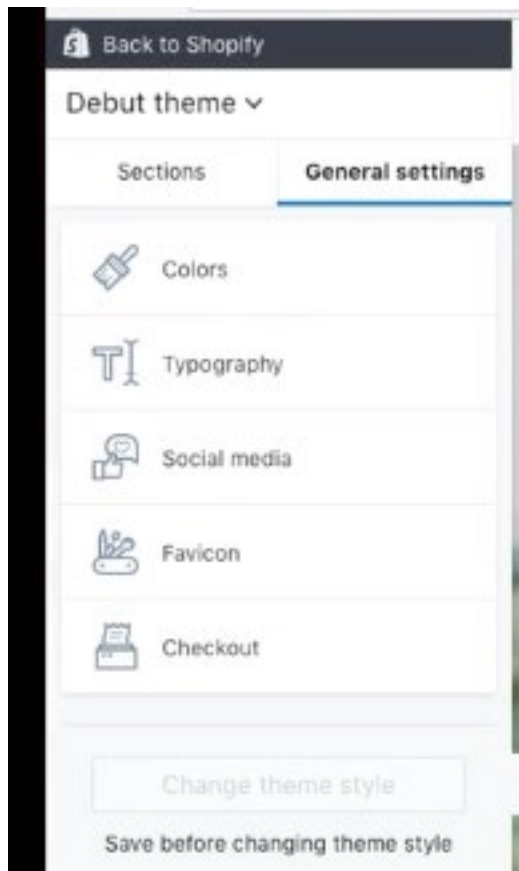 Back to Shopify
Debut theme
Sections
General settings
Colors
Typography
Social media
Favicon
Checkout
Change theme style
Save before changing theme style